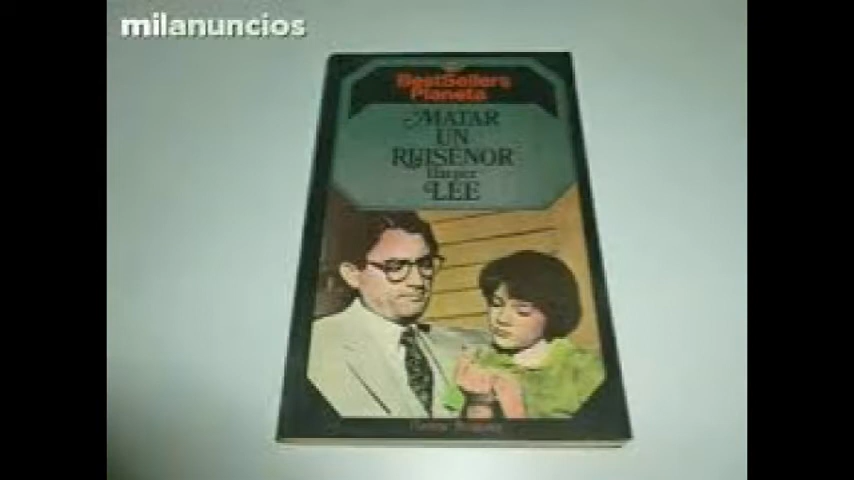 milanuncios
BestSellers
Planeta
MATAR
UN
RUISEÑOR
Harper
LEE